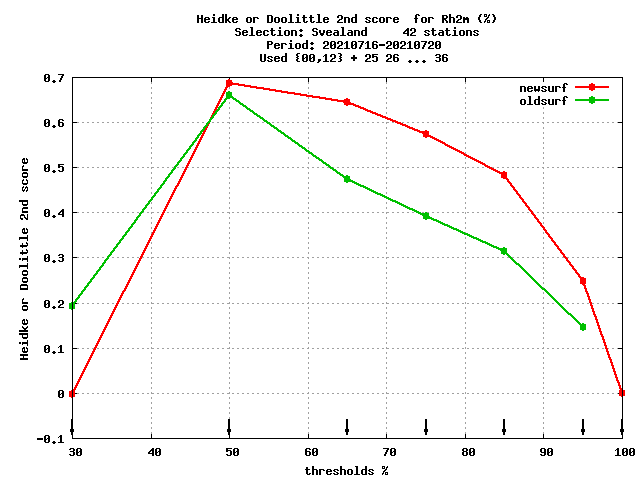 Heidke or Doolittle 2nd score for Rh2m (%)
Selection: Svealand 42 stations
Period: 20210716-20210720
Used {00,12} + 25 26 ... 36
newsurf
oldsurf
Heidke or Doolittle 2nd score
0.7
0.6
0.5
0.4
0.3
0.2
0.1
0
-0.1
30 40 50 60 70 80 90 100
thresholds %